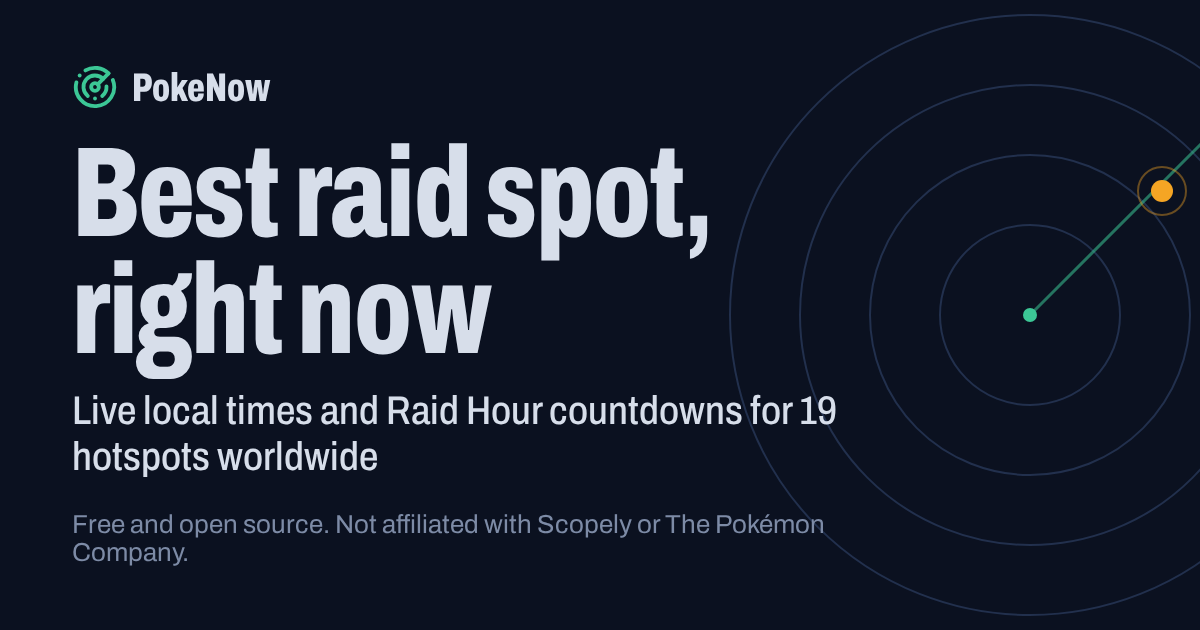 PokeNow
Best raid spot,
right now
Live local times and Raid Hour countdowns for 19
hotspots worldwide
Free and open source. Not affiliated with Scopely or The Pokémon
Company.